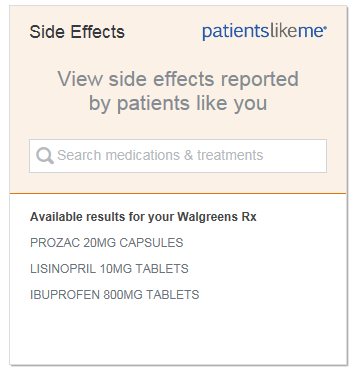 Side Effects
patientslikeme®
View side effects reported
by patients like you
Search medications & treatments
Available results for your Walgreens Rx
PROZAC 20MG CAPSULES
LISINOPRIL 10MG TABLETS
IBUPROFEN 800MG TABLETS